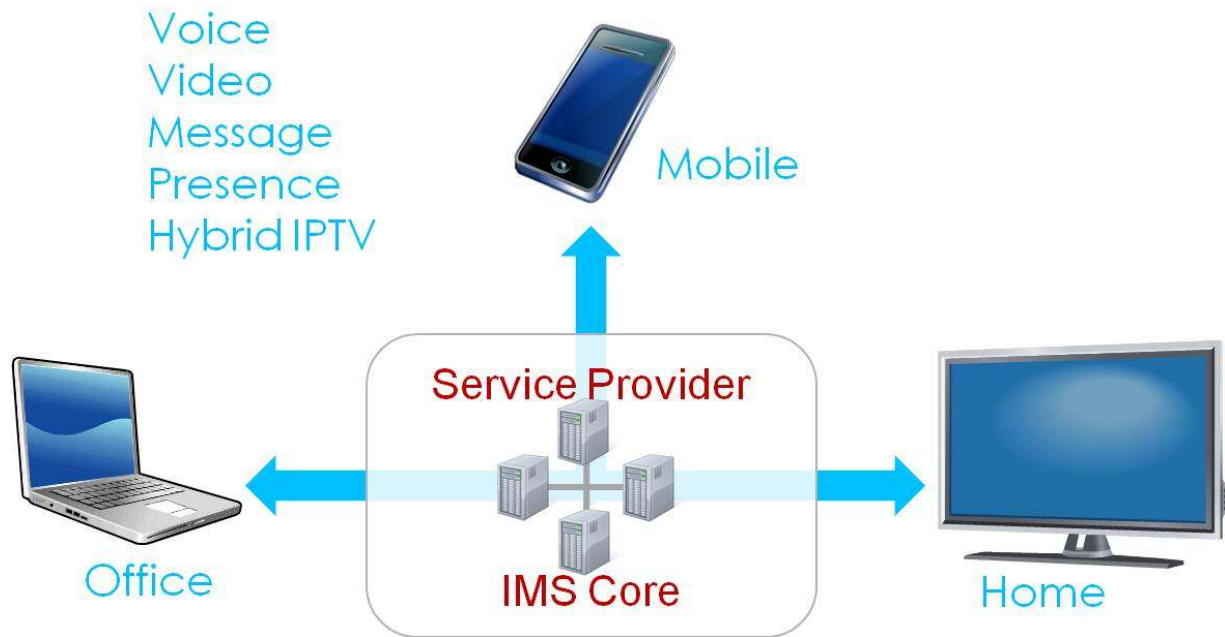 Voice
Video
Message
Presence
Hybrid IPTV
Mobile
Service Provider
Office
IMS Core
Home